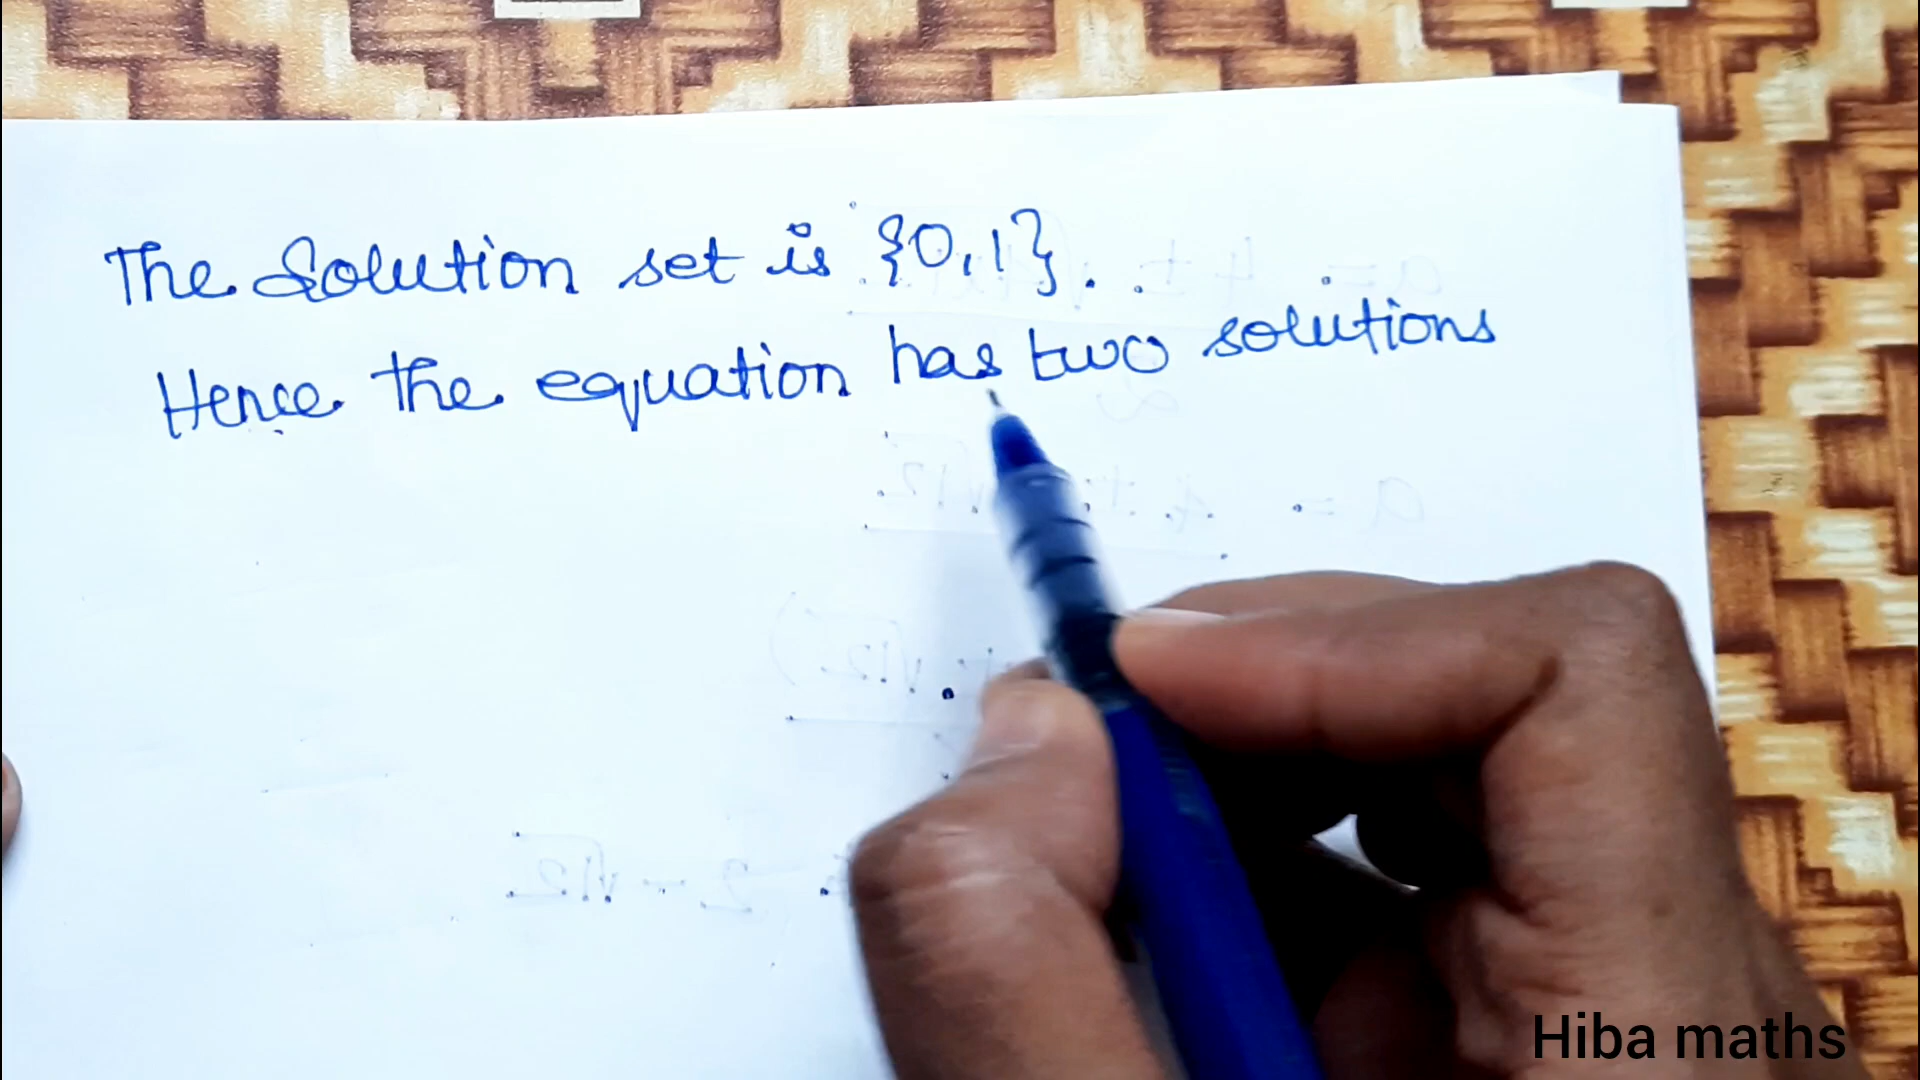 The Solution set is {0,1}.
Hence the equation has two solutions
Hiba maths